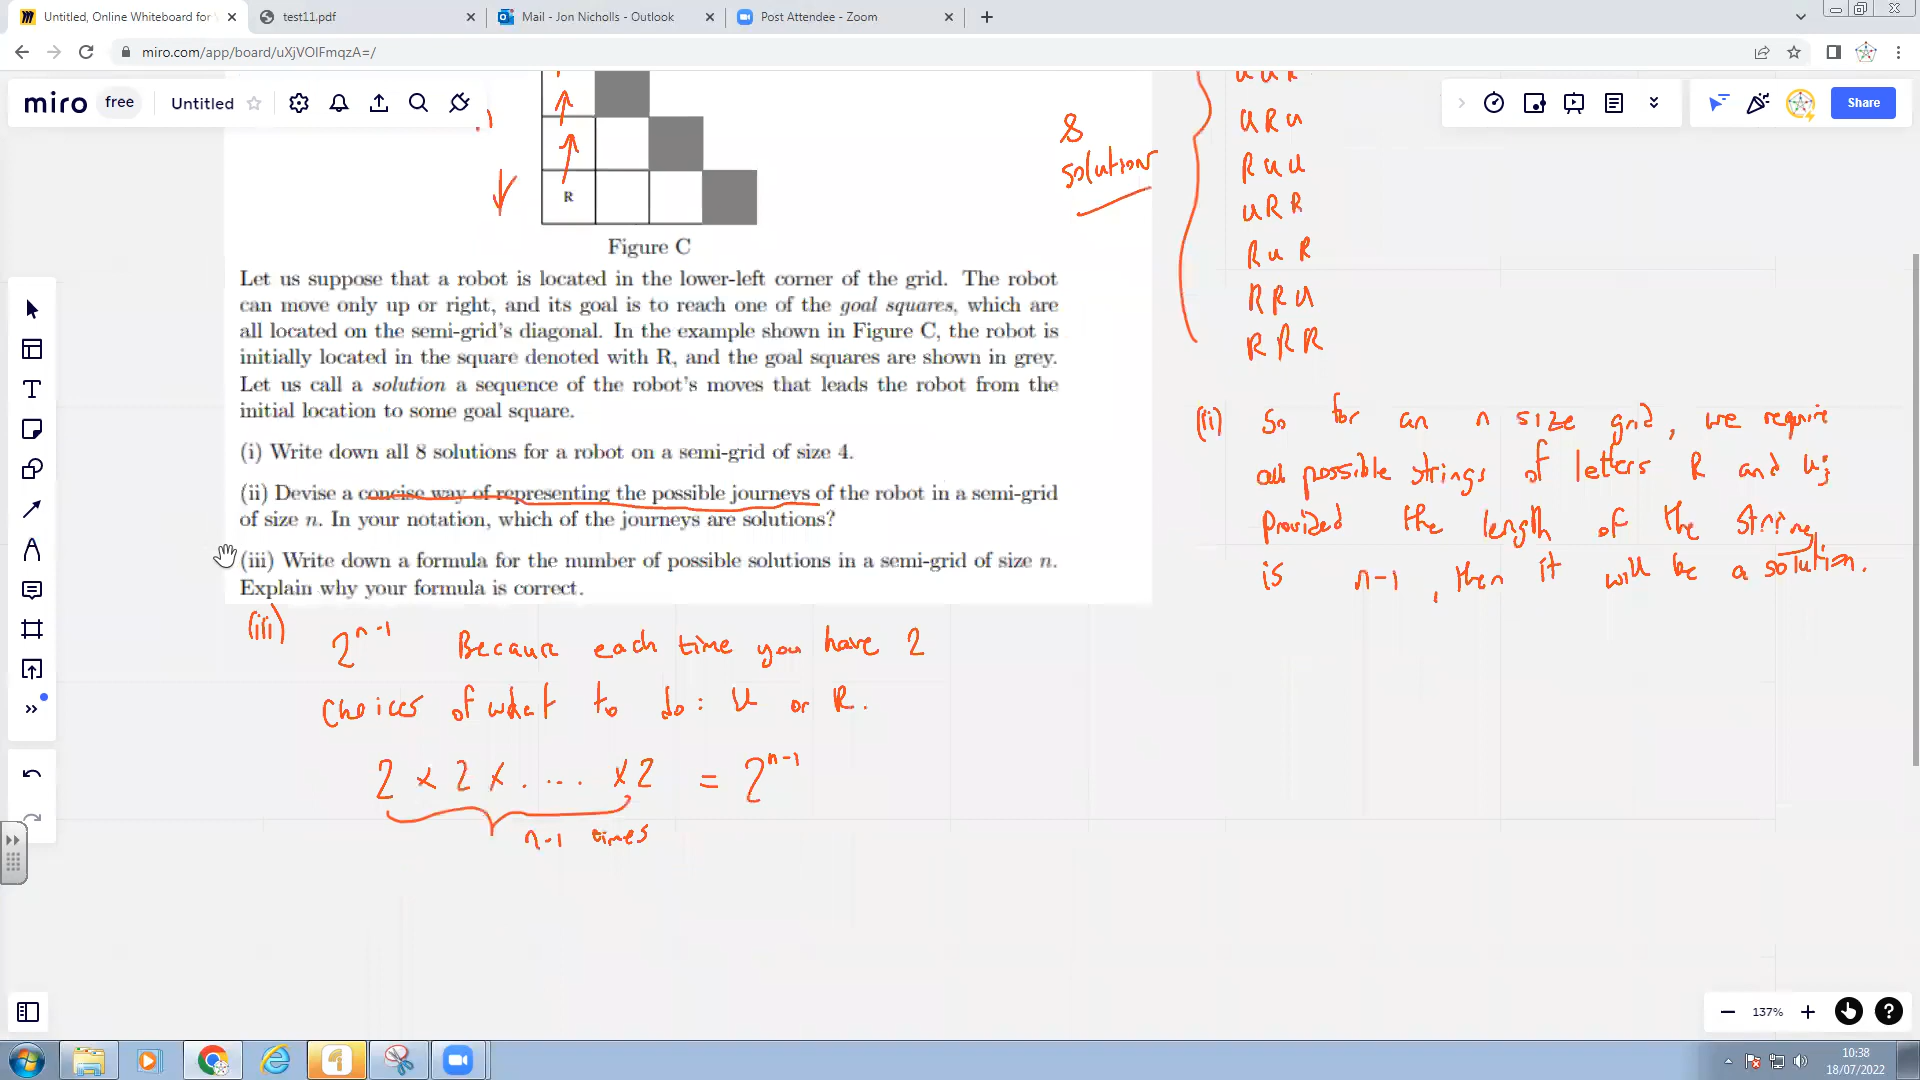 Untitled, Online Whiteboard for
test11.pdf
Mail - Jon Nicholls - Outlook
Post Attendee - Zoom
miro.com/app/board/uXjVOlFmqzA=/
miro free Untitled
Share
R
Figure C
Let us suppose that a robot is located in the lower-left corner of the grid. The robot
can move only up or right, and its goal is to reach one of the goal squares, which are
all located on the semi-grid's diagonal. In the example shown in Figure C, the robot is
initially located in the square denoted with R, and the goal squares are shown in grey.
Let us call a solution a sequence of the robot's moves that leads the robot from the
initial location to some goal square.
(i) Write down all 8 solutions for a robot on a semi-grid of size 4.
(ii) Devise a concise way of representing the possible journeys of the robot in a semi-grid
of size n. In your notation, which of the journeys are solutions?
(iii) Write down a formula for the number of possible solutions in a semi-grid of size n.
Explain why your formula is correct.
(iii) 2^{n-1} Because each time you have 2
choices of what to do: U or R.
2 × 2 × .... × 2 = 2^{n-1}
n-1 times
8
solutions
UUR
URU
RUU
URR
RUR
RRU
RRR
(ii) So for an n size grid, we require
all possible strings of letters R and U;
Provided the length of the string
is n-1, then it will be a solution.
137%
10:38
18/07/2022